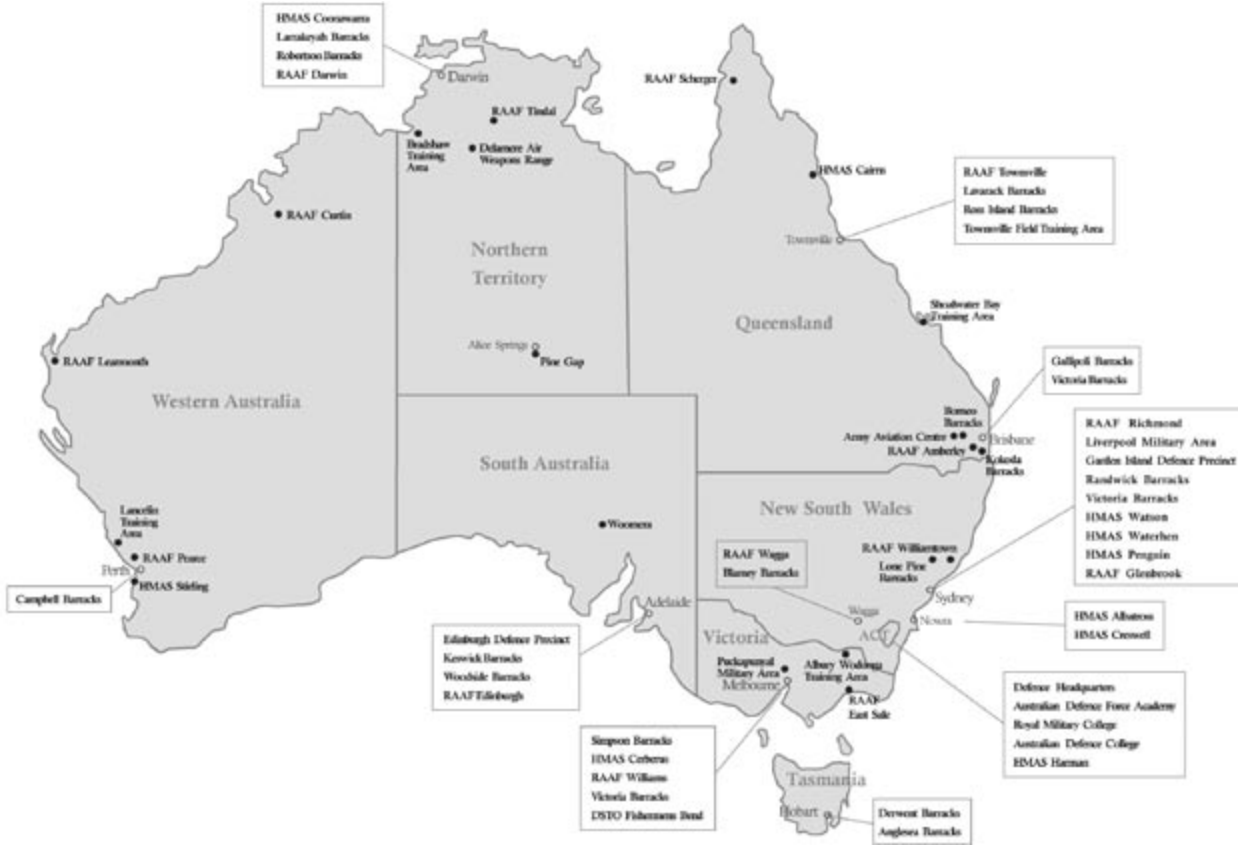 HMAS Coonawarra
Larrakeyah Barracks
Robertson Barracks
RAAF Darwin
Darwin
RAAF Scherger
RAAF Tindal
Bradshaw
Training
Area
Delamere Air
Weapons Range
HMAS Cairns
RAAF Townsville
Lavarack Barracks
Ross Island Barracks
Townsville Field Training Area
RAAF Curtin
Townsville
Northern
Territory
Shoalwater Bay
Training Area
Queensland
Alice Springs
Pine Gap
RAAF Learmonth
Gallipoli Barracks
Victoria Barracks
Western Australia
Borneo
Barracks
Army Aviation Centre
Brisbane
RAAF Amberley
Kokoda
Barracks
RAAF Richmond
Liverpool Military Area
Garden Island Defence Precinct
Randwick Barracks
Victoria Barracks
HMAS Watson
HMAS Waterhen
HMAS Penguin
RAAF Glenbrook
South Australia
New South Wales
Lancelin
Training
Area
Woomera
RAAF Pearce
Perth
HMAS Stirling
Campbell Barracks
RAAF Wagga
Blamey Barracks
RAAF Williamtown
Lone Pine
Barracks
Sydney
Adelaide
Wagga
Nowra
HMAS Albatross
HMAS Creswell
Victoria
ACT
Edinburgh Defence Precinct
Keswick Barracks
Woodside Barracks
RAAF Edinburgh
Puckapunyal
Military Area
Melbourne
Albury Wodonga
Training Area
RAAF
East Sale
Defence Headquarters
Australian Defence Force Academy
Royal Military College
Australian Defence College
HMAS Harman
Simpson Barracks
HMAS Cerberus
RAAF Williams
Victoria Barracks
DSTO Fishermens Bend
Tasmania
Hobart
Derwent Barracks
Anglesea Barracks